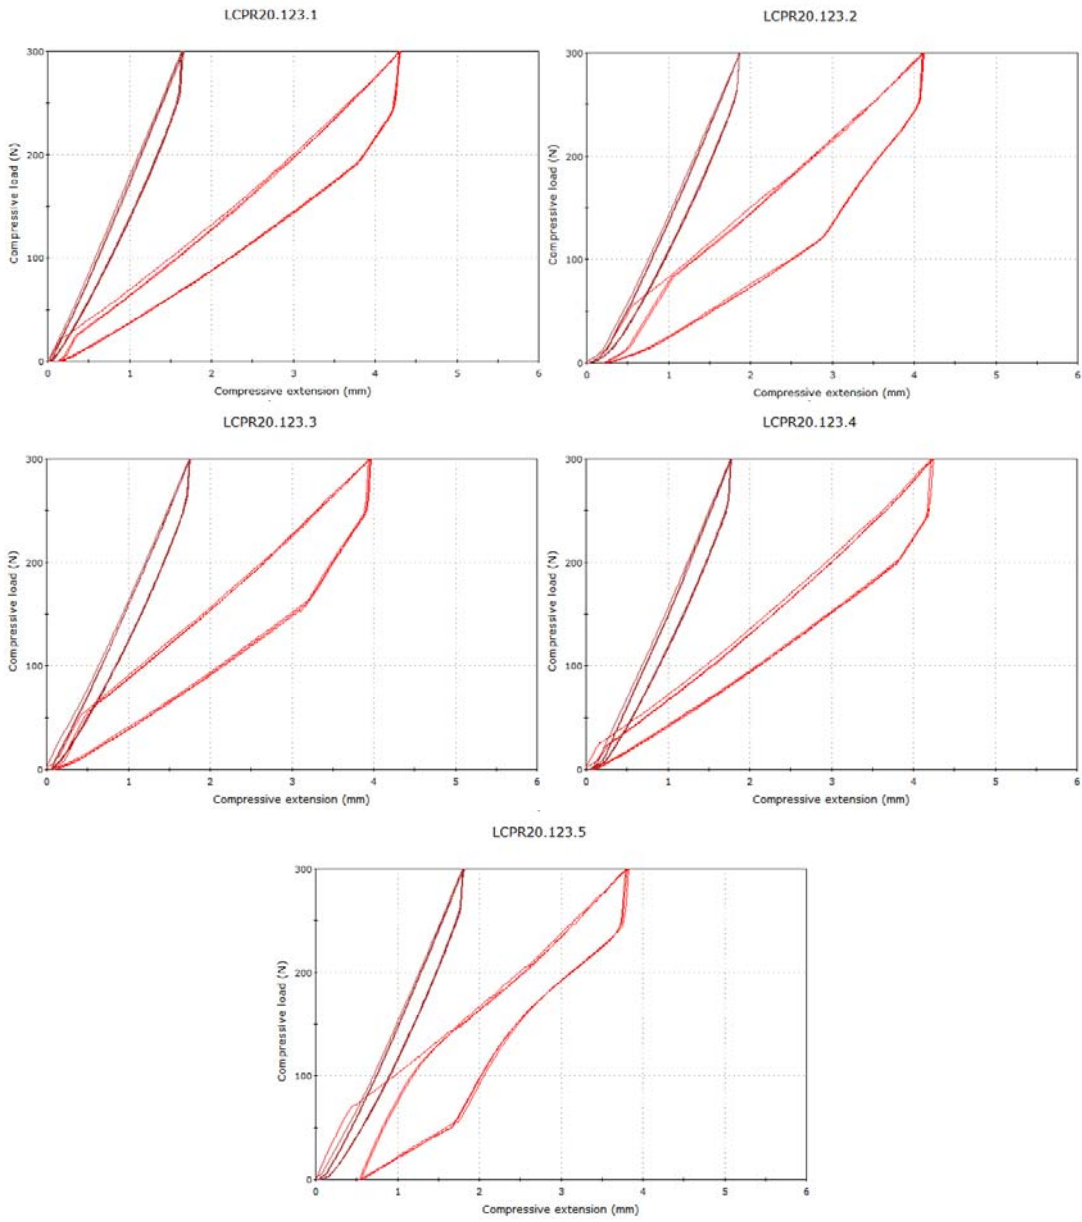 LCPR20.123.1
LCPR20.123.2
300
200
100
0
Compressive load (N)
0 1 2 3 4 5 6
Compressive extension (mm)
300
200
100
0
Compressive load (N)
0 1 2 3 4 5 6
Compressive extension (mm)
LCPR20.123.3
LCPR20.123.4
300
200
100
0
Compressive load (N)
0 1 2 3 4 5 6
Compressive extension (mm)
300
200
100
0
Compressive load (N)
0 1 2 3 4 5 6
Compressive extension (mm)
LCPR20.123.5
300
200
100
0
Compressive load (N)
0 1 2 3 4 5 6
Compressive extension (mm)